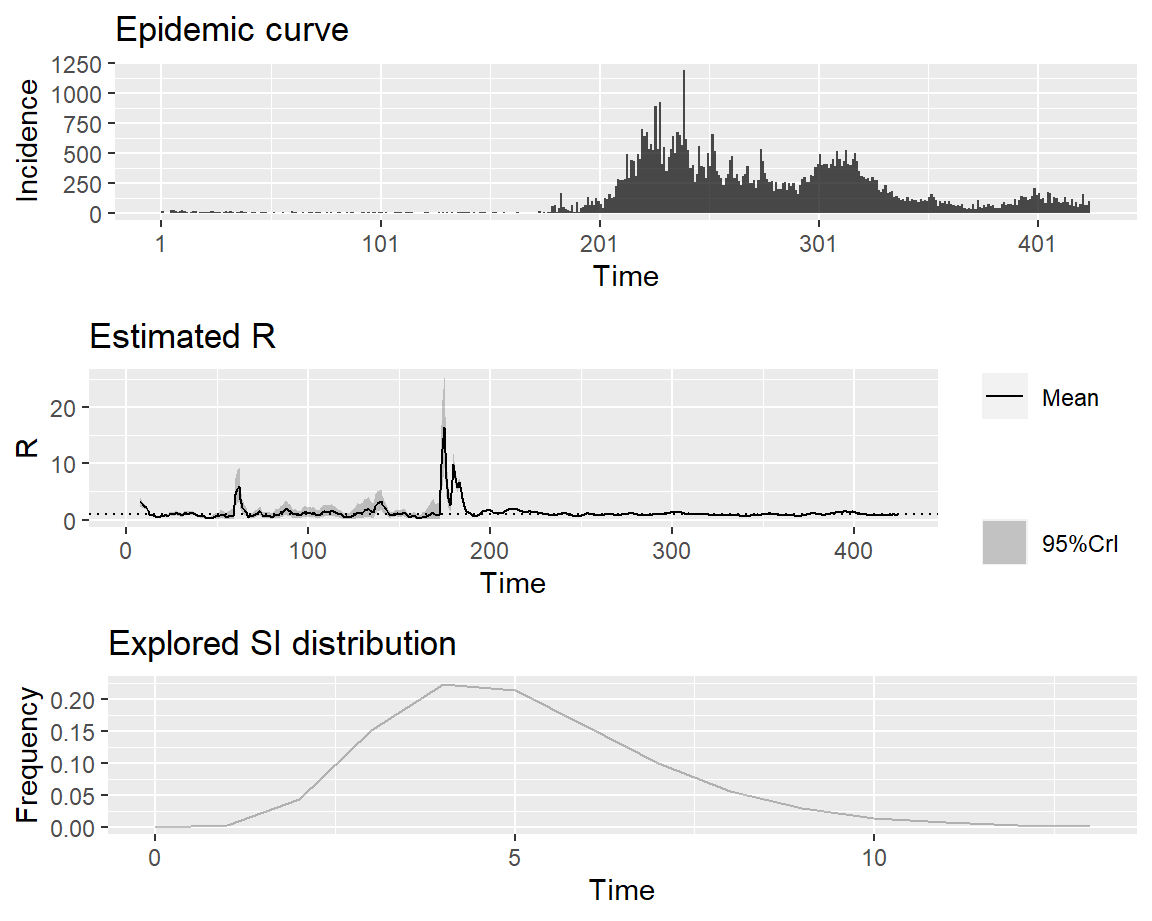 Epidemic curve
Incidence
1250
1000
750
500
250
0
1 101 201 301 401
Time
Estimated R
R
20
10
0
0 100 200 300 400
Time
Mean
95%CrI
Explored SI distribution
Frequency
0.20
0.15
0.10
0.05
0.00
0 5 10
Time